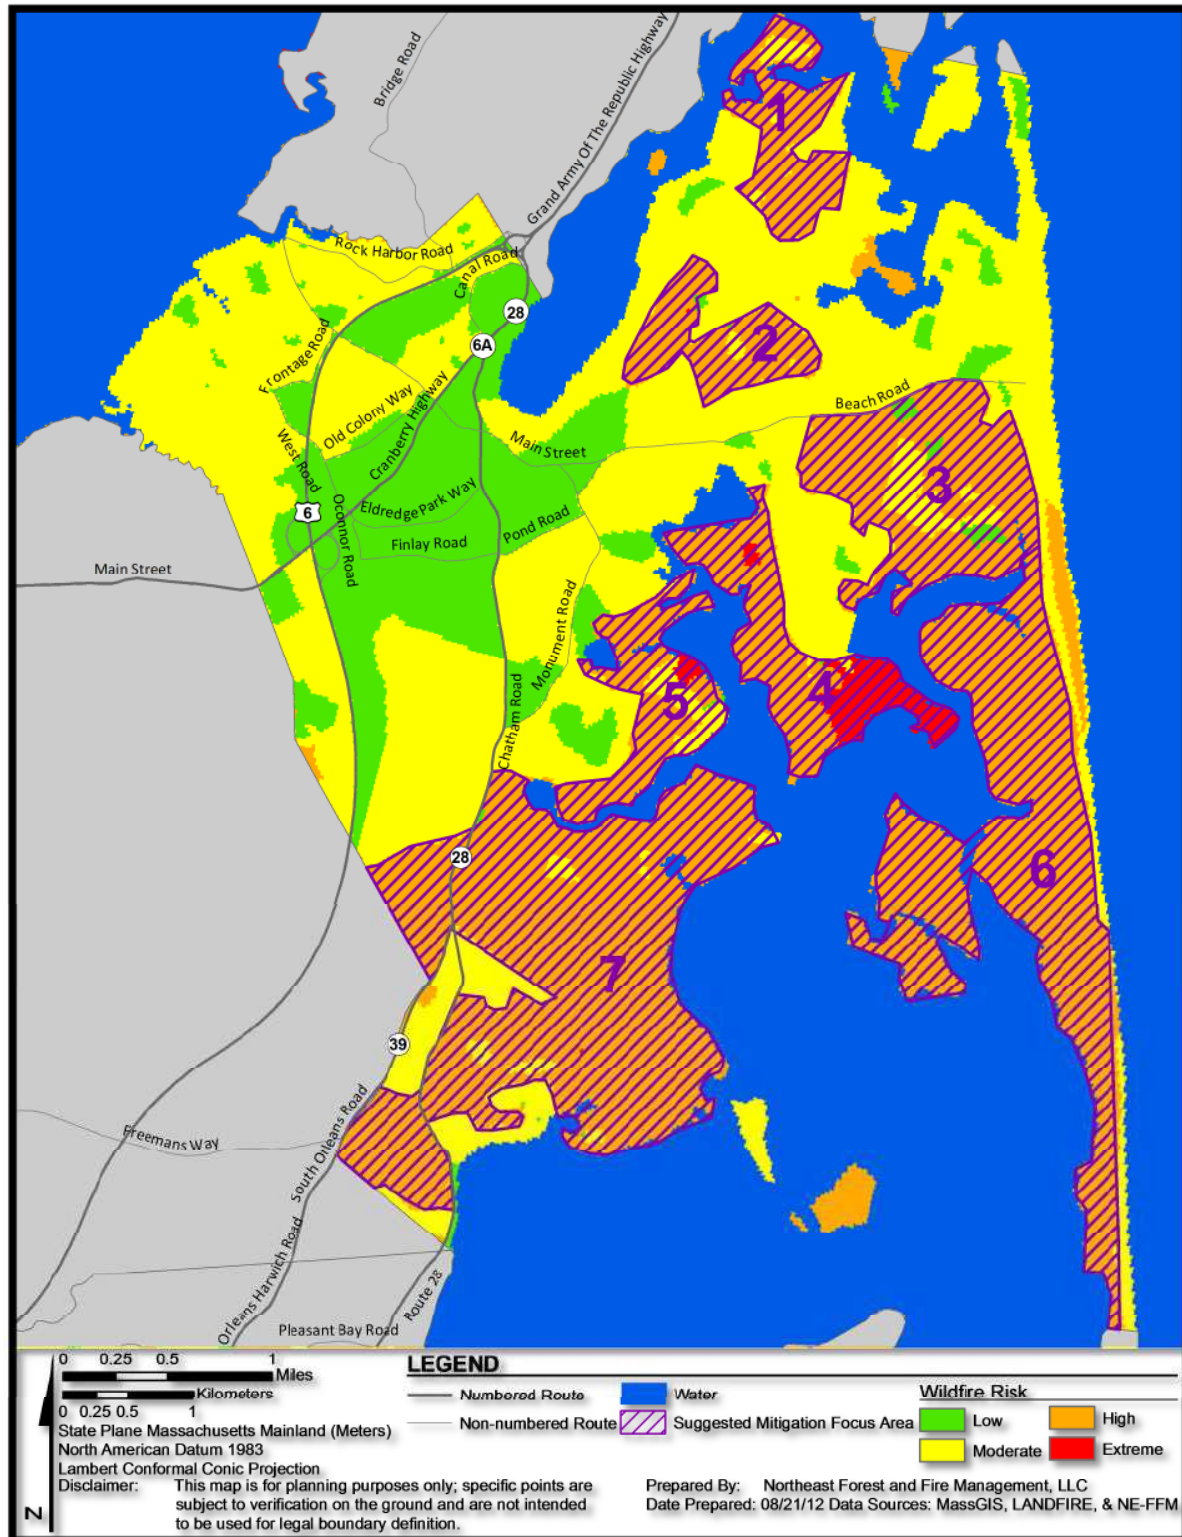 Bridge Road
Grand Army Of The Republic Highway
1
Rock Harbor Road
Canal Road
28
6A
2
Frontage Road
Old Colony Way
Cranberry Highway
Beach Road
Main Street
West Road
3
Eldredge Park Way
6
Oconnor Road
Pond Road
Finlay Road
Main Street
Monument Road
4
5
Chatham Road
28
6
7
39
South Orleans Road
Freemans Way
Orleans Harwich Road
Route 28
Pleasant Bay Road
0 0.25 0.5 1
Miles
Kilometers
0 0.25 0.5 1
State Plane Massachusetts Mainland (Meters)
North American Datum 1983
Lambert Conformal Conic Projection
N
LEGEND
Numbered Route
Non-numbered Route
Water
Suggested Mitigation Focus Area
Wildfire Risk
Low
High
Moderate
Extreme
Disclaimer: This map is for planning purposes only; specific points are
subject to verification on the ground and are not intended
to be used for legal boundary definition.
Prepared By: Northeast Forest and Fire Management, LLC
Date Prepared: 08/21/12 Data Sources: MassGIS, LANDFIRE, & NE-FFM